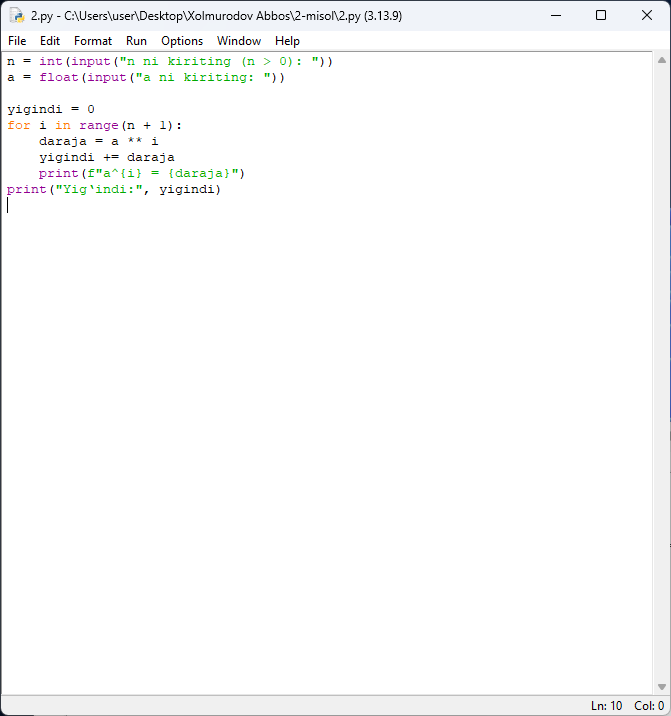 2.py - C:\Users\user\Desktop\Xolmurodov Abbos\2-misol\2.py (3.13.9)
File Edit Format Run Options Window Help
n = int(input("n ni kiriting (n > 0): "))
a = float(input("a ni kiriting: "))
yigindi = 0
for i in range(n + 1):
    daraja = a ** i
    yigindi += daraja
    print(f"a^{i} = {daraja}")
print("Yig‘indi:", yigindi)
Ln: 10 Col: 0